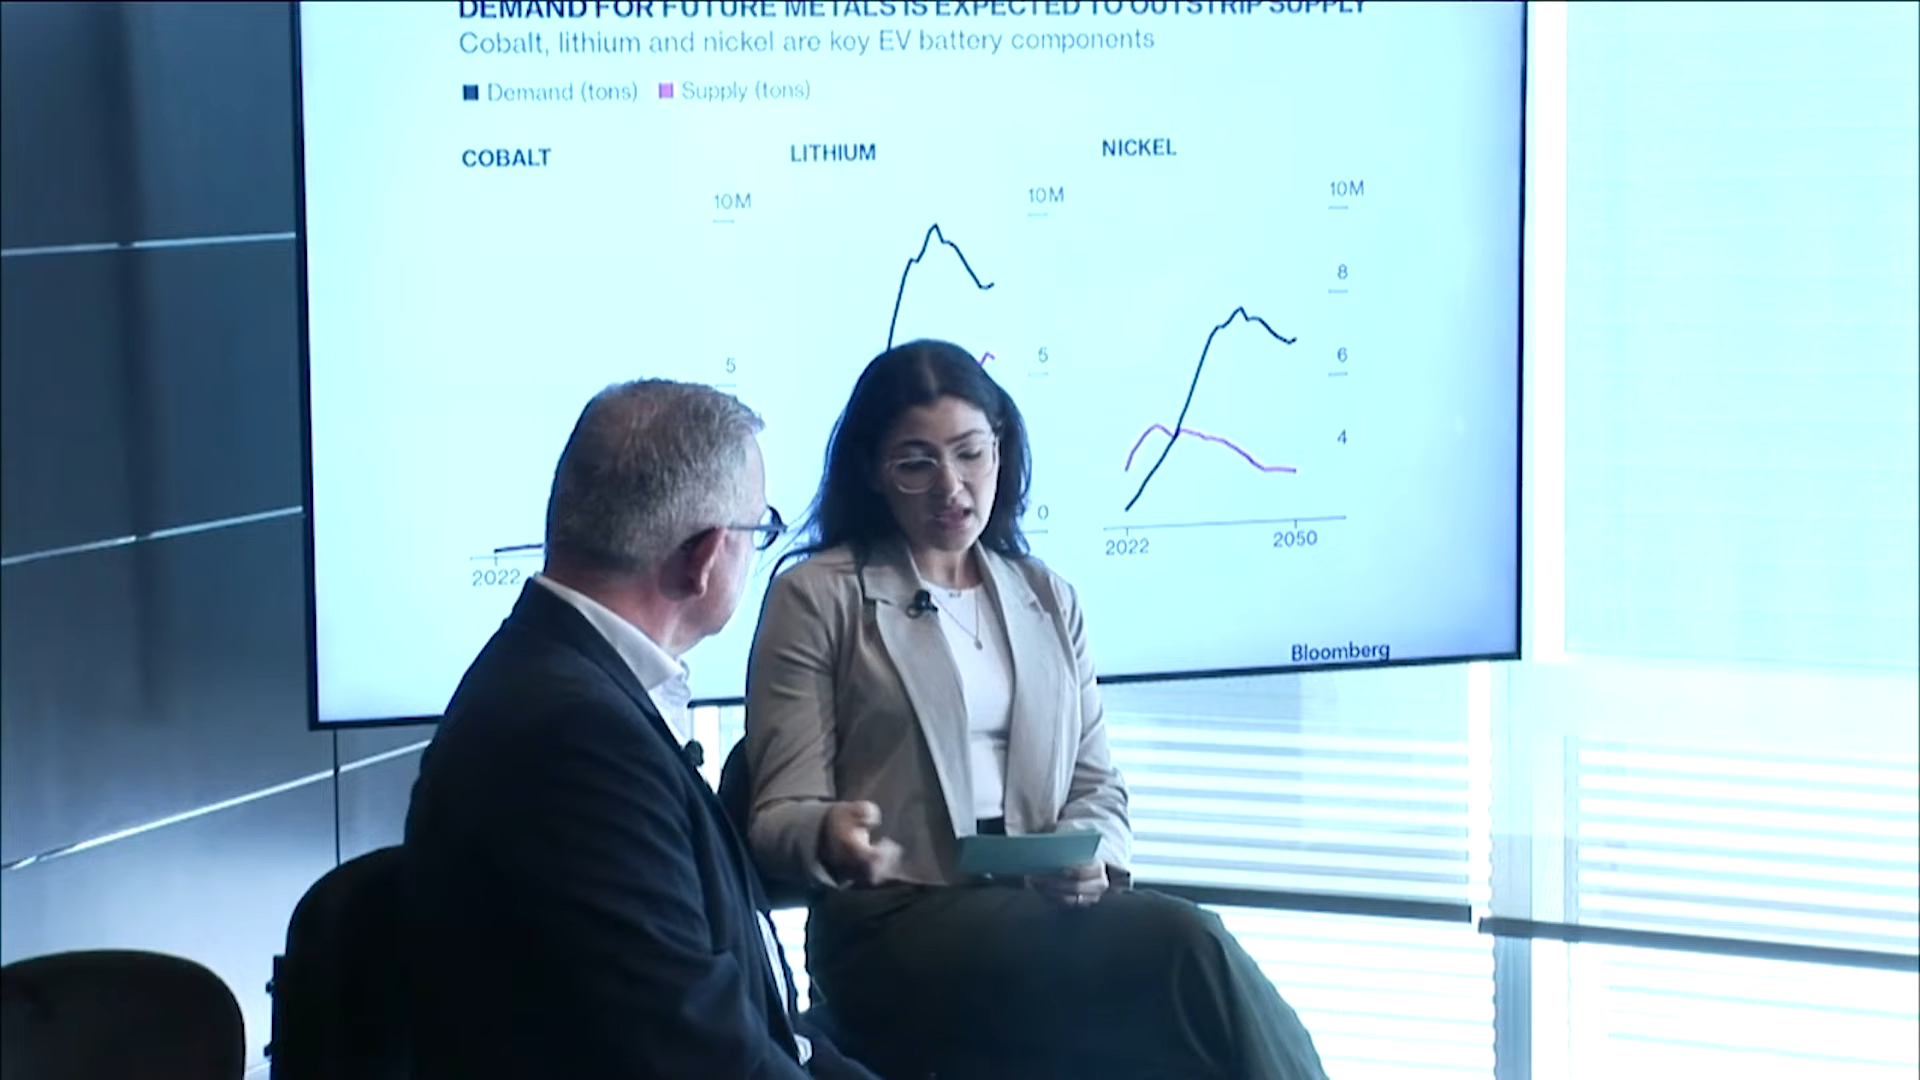 DEMAND FOR FUTURE METALS IS EXPECTED TO OUTSTRIP SUPPLY
Cobalt, lithium and nickel are key EV battery components
Demand (tons) Supply (tons)
COBALT
10M
5
2022
LITHIUM
10M
5
0
NICKEL
10M
8
6
4
2022 2050
Bloomberg